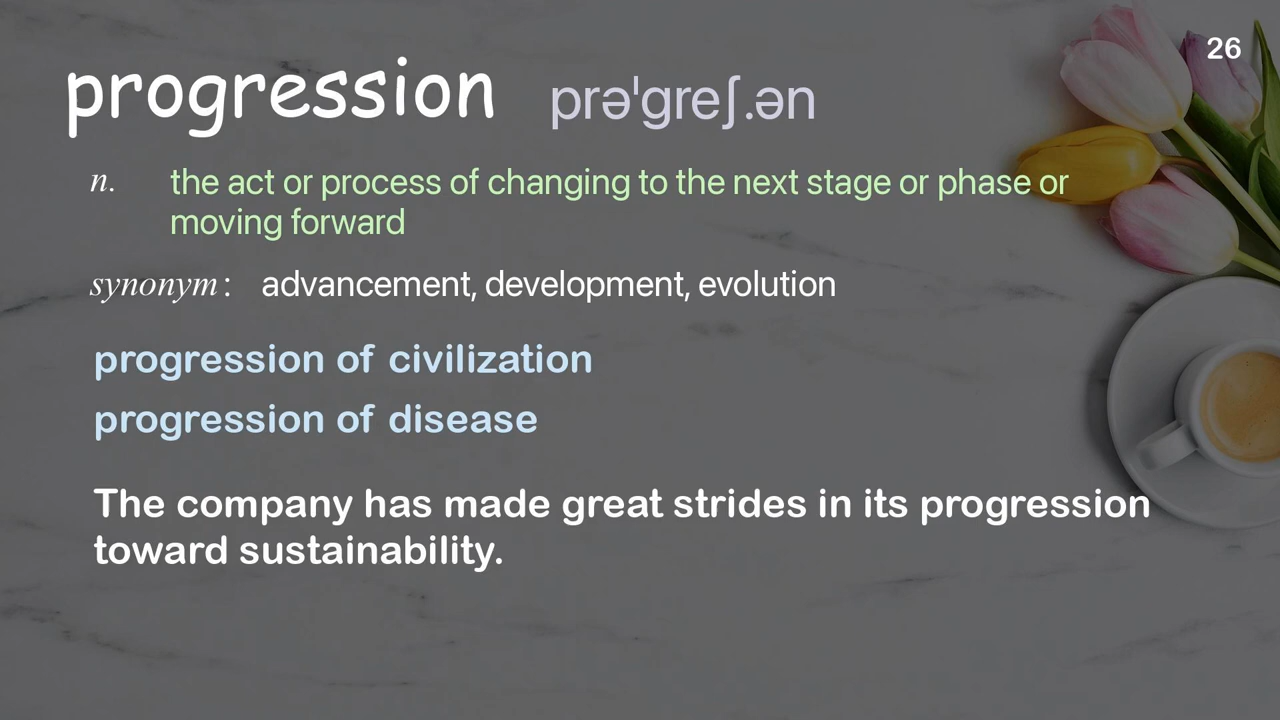 26
progression prəˈgreʃ.ən
n. the act or process of changing to the next stage or phase or
moving forward
synonym: advancement, development, evolution
progression of civilization
progression of disease
The company has made great strides in its progression
toward sustainability.